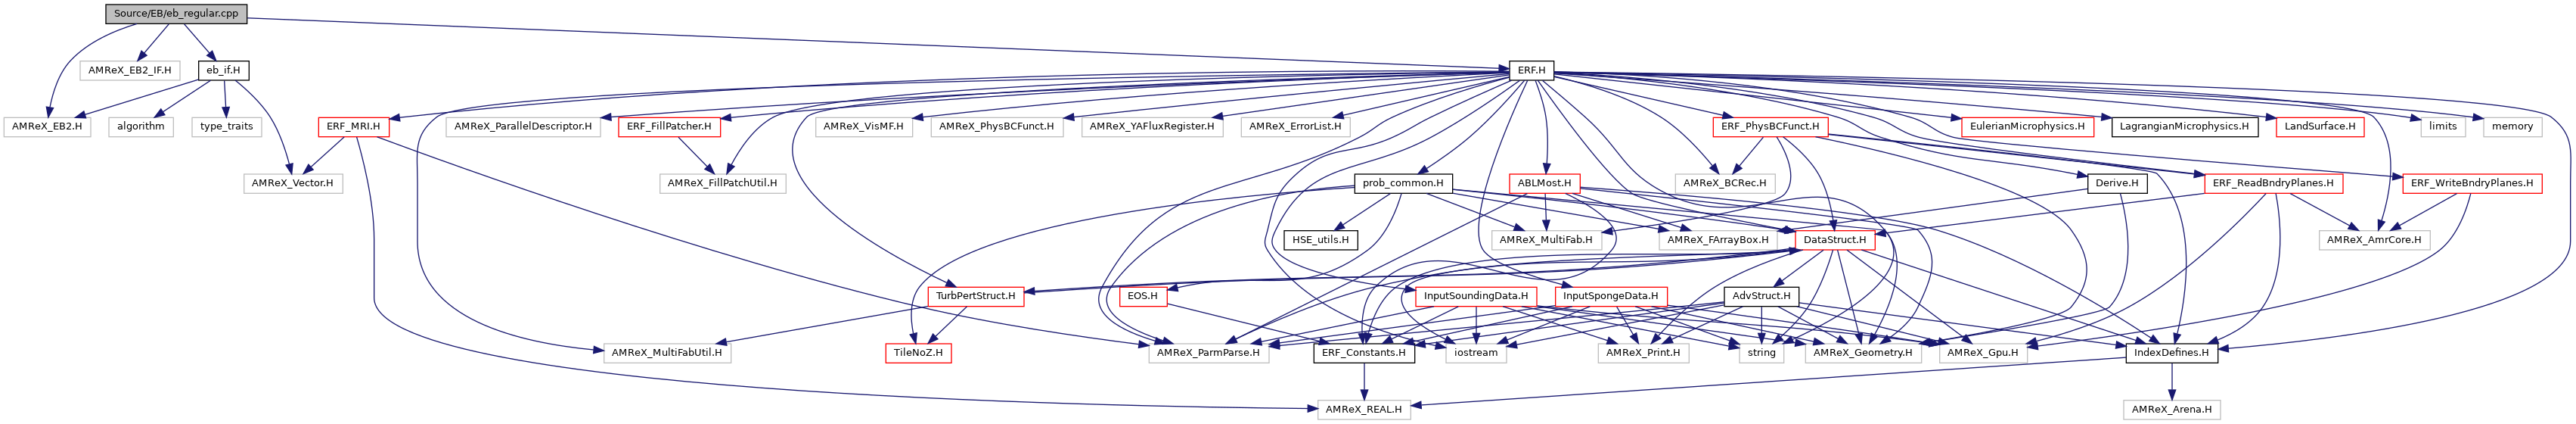 Source/EB/eb_regular.cpp
AMReX_EB2_IF.H
eb_if.H
ERF.H
AMReX_EB2.H
algorithm
type_traits
ERF_MRI.H
AMReX_ParallelDescriptor.H
ERF_FillPatcher.H
AMReX_VisMF.H
AMReX_PhysBCFunct.H
AMReX_YAFluxRegister.H
AMReX_ErrorList.H
ERF_PhysBCFunct.H
EulerianMicrophysics.H
LagrangianMicrophysics.H
LandSurface.H
limits
memory
AMReX_Vector.H
AMReX_FillPatchUtil.H
prob_common.H
ABLMost.H
AMReX_BCRec.H
Derive.H
ERF_ReadBndryPlanes.H
ERF_WriteBndryPlanes.H
HSE_utils.H
AMReX_MultiFab.H
AMReX_FArrayBox.H
DataStruct.H
AMReX_AmrCore.H
TurbPertStruct.H
EOS.H
InputSoundingData.H
InputSpongeData.H
AdvStruct.H
AMReX_MultiFabUtil.H
TileNoZ.H
AMReX_ParmParse.H
ERF_Constants.H
iostream
AMReX_Print.H
string
AMReX_Geometry.H
AMReX_Gpu.H
IndexDefines.H
AMReX_REAL.H
AMReX_Arena.H